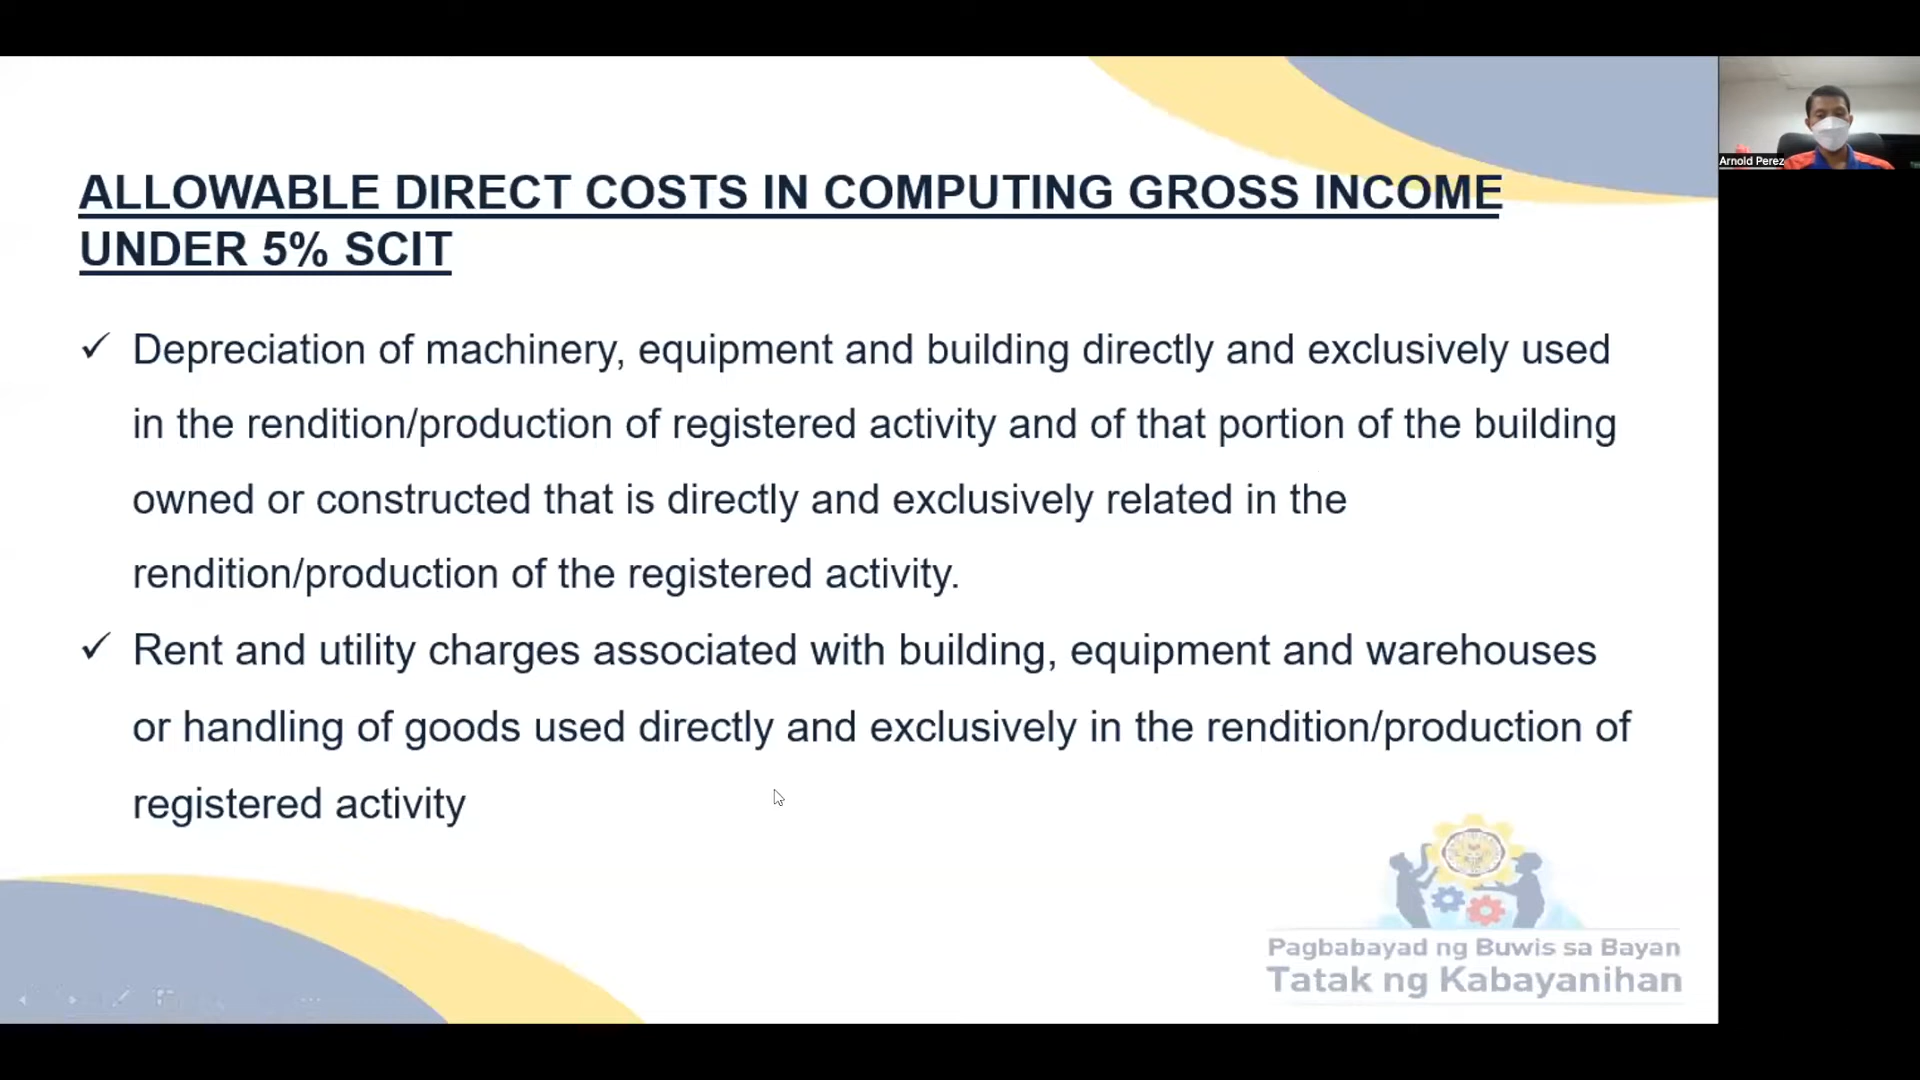 ALLOWABLE DIRECT COSTS IN COMPUTING GROSS INCOME
UNDER 5% SCIT
✓ Depreciation of machinery, equipment and building directly and exclusively used
in the rendition/production of registered activity and of that portion of the building
owned or constructed that is directly and exclusively related in the
rendition/production of the registered activity.
✓ Rent and utility charges associated with building, equipment and warehouses
or handling of goods used directly and exclusively in the rendition/production of
registered activity
Pagbabayad ng Buwis sa Bayan
Tatak ng Kabayanihan
Arnold Perez